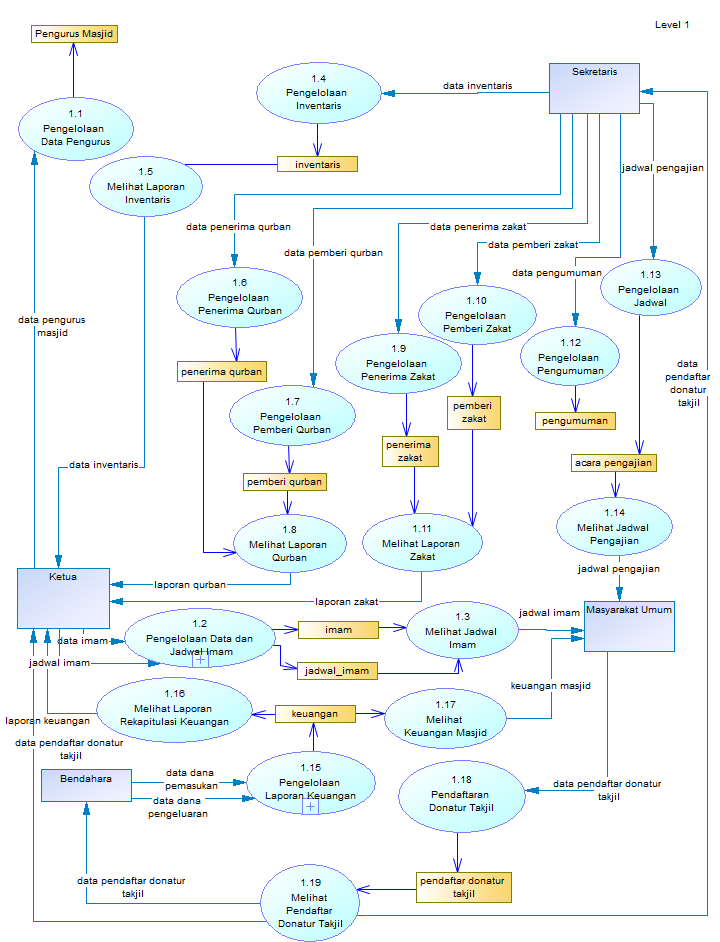 Level 1
Pengurus Masjid
Sekretaris
1.4
Pengelolaan
Inventaris
data inventaris
1.1
Pengelolaan
Data Pengurus
inventaris
1.5
Melihat Laporan
Inventaris
jadwal pengajian
data penerima qurban
data penerima zakat
data pemberi zakat
data pemberi qurban
data pengumuman
1.6
Pengelolaan
Penerima Qurban
1.10
Pengelolaan
Pemberi Zakat
1.13
Pengelolaan
Jadwal
data pengurus
masjid
1.9
Pengelolaan
Penerima Zakat
1.12
Pengelolaan
Pengumuman
data
pendaftar
donatur
takjil
penerima qurban
1.7
Pengelolaan
Pemberi Qurban
pemberi
zakat
pengumuman
penerima
zakat
data inventaris
acara pengajian
pemberi qurban
1.8
Melihat Laporan
Qurban
1.11
Melihat Laporan
Zakat
1.14
Melihat Jadwal
Pengajian
jadwal pengajian
Ketua
laporan qurban
laporan zakat
Masyarakat Umum
1.2
Pengelolaan Data dan
Jadwal Imam
data imam
jadwal imam
imam
jadwal_imam
1.3
Melihat Jadwal
Imam
jadwal imam
keuangan masjid
1.16
Melihat Laporan
Rekapitulasi Keuangan
laporan keuangan
keuangan
1.17
Melihat
Keuangan Masjid
data pendaftar donatur
takjil
Bendahara
data dana
pemasukan
data dana
pengeluaran
1.15
Pengelolaan
Laporan Keuangan
1.18
Pendaftaran
Donatur Takjil
data pendaftar donatur
takjil
data pendaftar donatur
takjil
1.19
Melihat
Pendaftar
Donatur Takjil
pendaftar donatur
takjil